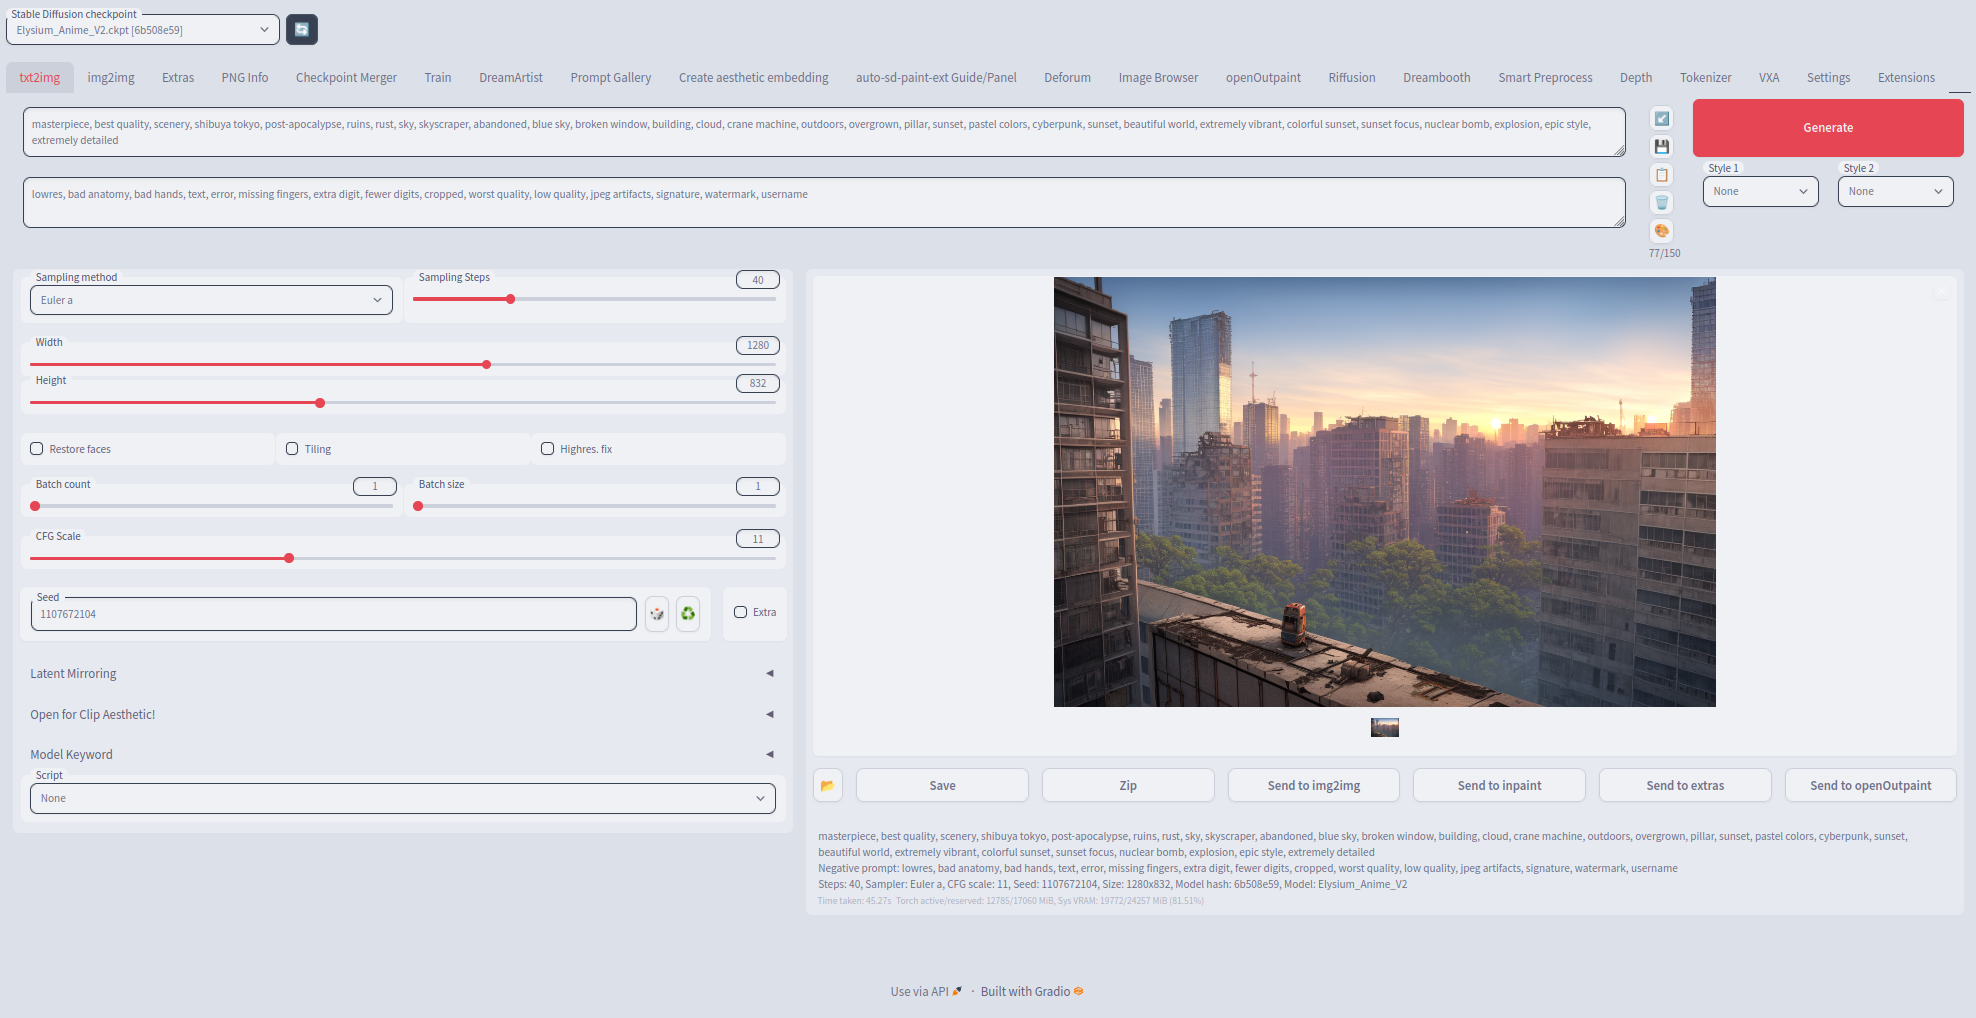 Stable Diffusion checkpoint
Elysium_Anime_V2.ckpt [6b508e59]
txt2img img2img Extras PNG Info Checkpoint Merger Train DreamArtist Prompt Gallery Create aesthetic embedding auto-sd-paint-ext Guide/Panel Deforum Image Browser openOutpaint Riffusion Dreambooth Smart Preprocess Depth Tokenizer VXA Settings Extensions
masterpiece, best quality, scenery, shibuya tokyo, post-apocalypse, ruins, rust, sky, skyscraper, abandoned, blue sky, broken window, building, cloud, crane machine, outdoors, overgrown, pillar, sunset, pastel colors, cyberpunk, sunset, beautiful world, extremely vibrant, colorful sunset, sunset focus, nuclear bomb, explosion, epic style,
extremely detailed
Generate
Style 1 Style 2
None None
lowres, bad anatomy, bad hands, text, error, missing fingers, extra digit, fewer digits, cropped, worst quality, low quality, jpeg artifacts, signature, watermark, username
77/150
Sampling method
Euler a
Sampling Steps 40
Width 1280
Height 832
Restore faces Tiling Highres. fix
Batch count 1 Batch size 1
CFG Scale 11
Seed
1107672104
Extra
Latent Mirroring
Open for Clip Aesthetic!
Model Keyword
Script
None
Save Zip Send to img2img Send to inpaint Send to extras Send to openOutpaint
masterpiece, best quality, scenery, shibuya tokyo, post-apocalypse, ruins, rust, sky, skyscraper, abandoned, blue sky, broken window, building, cloud, crane machine, outdoors, overgrown, pillar, sunset, pastel colors, cyberpunk, sunset,
beautiful world, extremely vibrant, colorful sunset, sunset focus, nuclear bomb, explosion, epic style, extremely detailed
Negative prompt: lowres, bad anatomy, bad hands, text, error, missing fingers, extra digit, fewer digits, cropped, worst quality, low quality, jpeg artifacts, signature, watermark, username
Steps: 40, Sampler: Euler a, CFG scale: 11, Seed: 1107672104, Size: 1280x832, Model hash: 6b508e59, Model: Elysium_Anime_V2
Time taken: 45.27s Torch active/reserved: 12785/17060 MiB, Sys VRAM: 19772/24257 MiB (81.51%)
Use via API · Built with Gradio